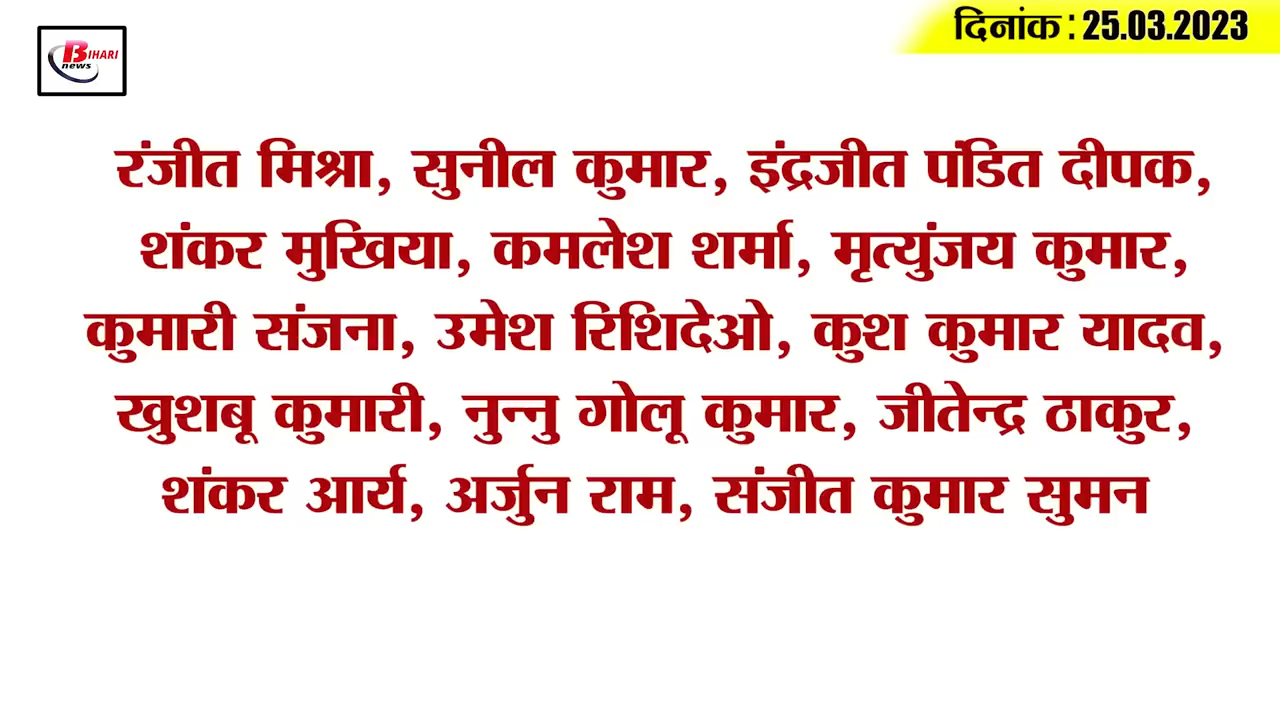 BIHARI
news
दिनांक : 25.03.2023
रंजीत मिश्रा, सुनील कुमार, इंद्रजीत पंडित दीपक,
शंकर मुखिया, कमलेश शर्मा, मृत्युंजय कुमार,
कुमारी संजना, उमेश रिशिदेओ, कुश कुमार यादव,
खुशबू कुमारी, नुन्नु गोलू कुमार, जीतेन्द्र ठाकुर,
शंकर आर्य, अर्जुन राम, संजीत कुमार सुमन